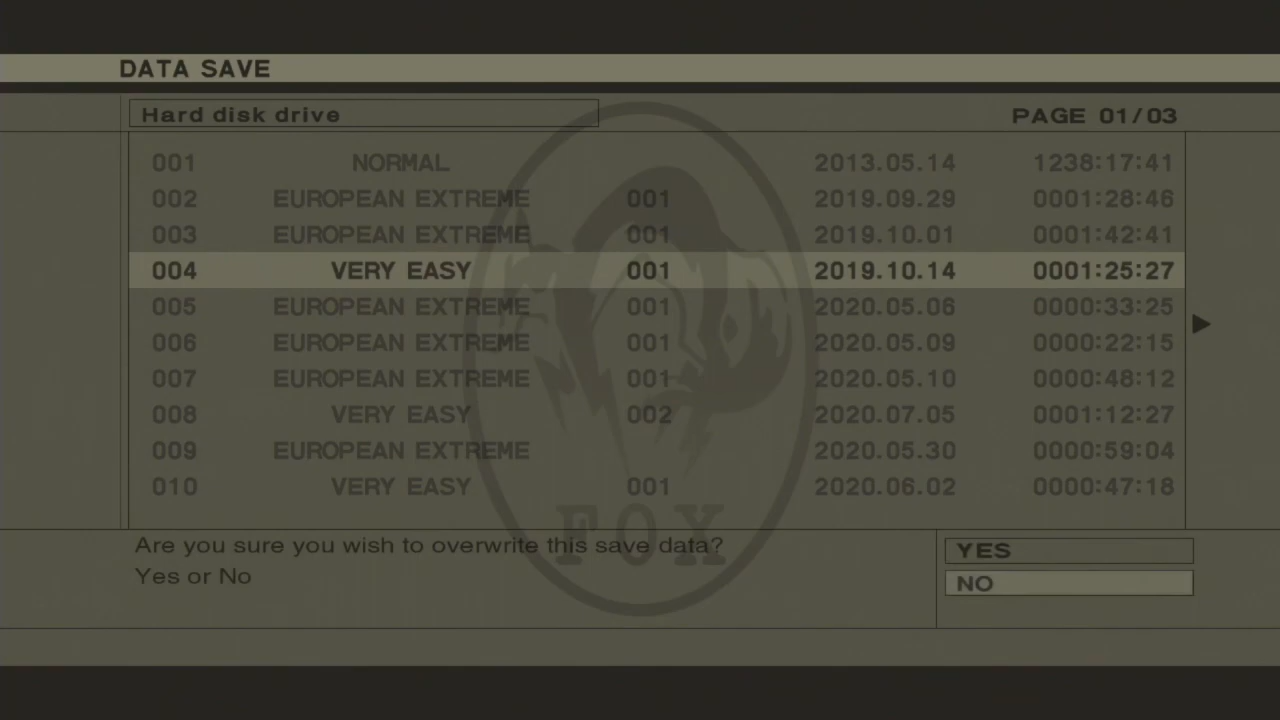 DATA SAVE
Hard disk drive PAGE 01/03
001 NORMAL 2013.05.14 1238:17:41
002 EUROPEAN EXTREME 001 2019.09.29 0001:28:46
003 EUROPEAN EXTREME 001 2019.10.01 0001:42:41
004 VERY EASY 001 2019.10.14 0001:25:27
005 EUROPEAN EXTREME 001 2020.05.06 0000:33:25
006 EUROPEAN EXTREME 001 2020.05.09 0000:22:15
007 EUROPEAN EXTREME 001 2020.05.10 0000:48:12
008 VERY EASY 002 2020.07.05 0001:12:27
009 EUROPEAN EXTREME 2020.05.30 0000:59:04
010 VERY EASY 001 2020.06.02 0000:47:18
FOX
Are you sure you wish to overwrite this save data?
Yes or No
YES
NO